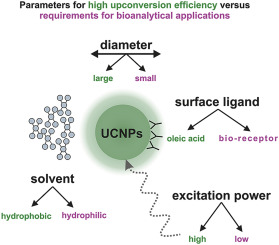 Parameters for high upconversion efficiency versus
requirements for bioanalytical applications
diameter
large small
surface ligand
UCNPs
oleic acid bio-receptor
solvent
hydrophobic hydrophilic
excitation power
high low